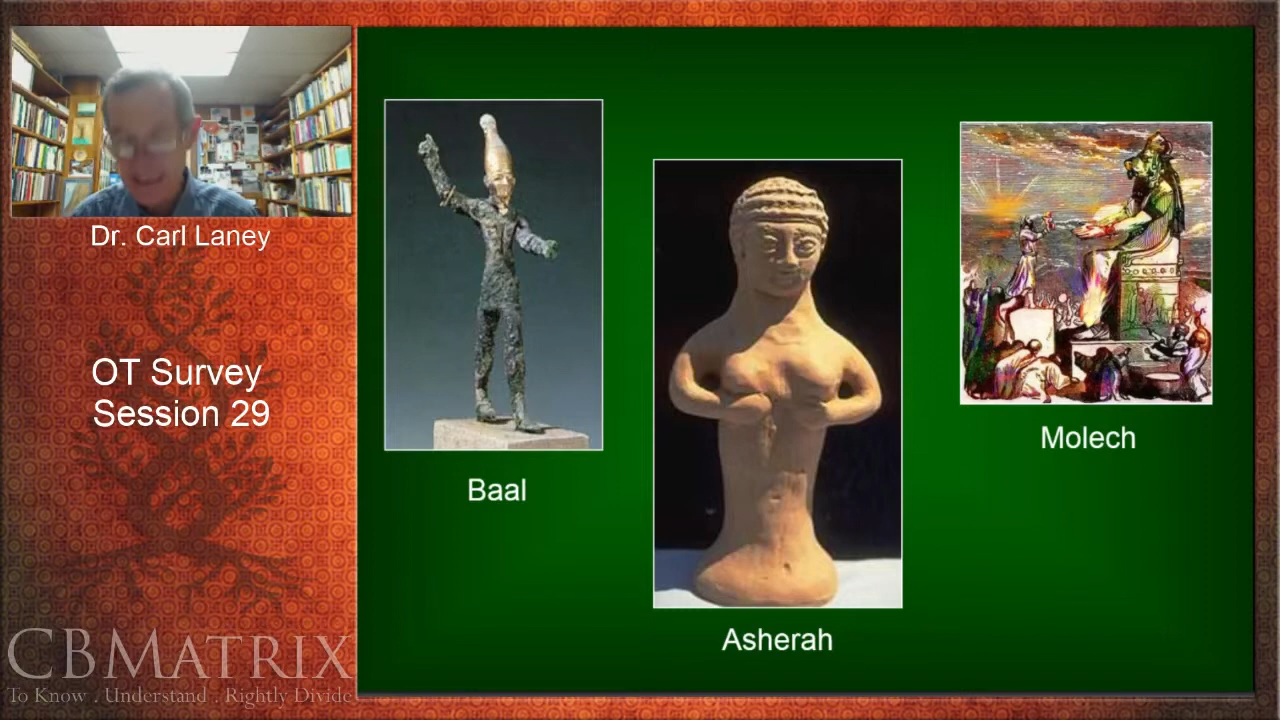 Dr. Carl Laney
OT Survey
Session 29
CBMATRIX
To Know . Understand . Rightly Divide
Baal
Asherah
Molech